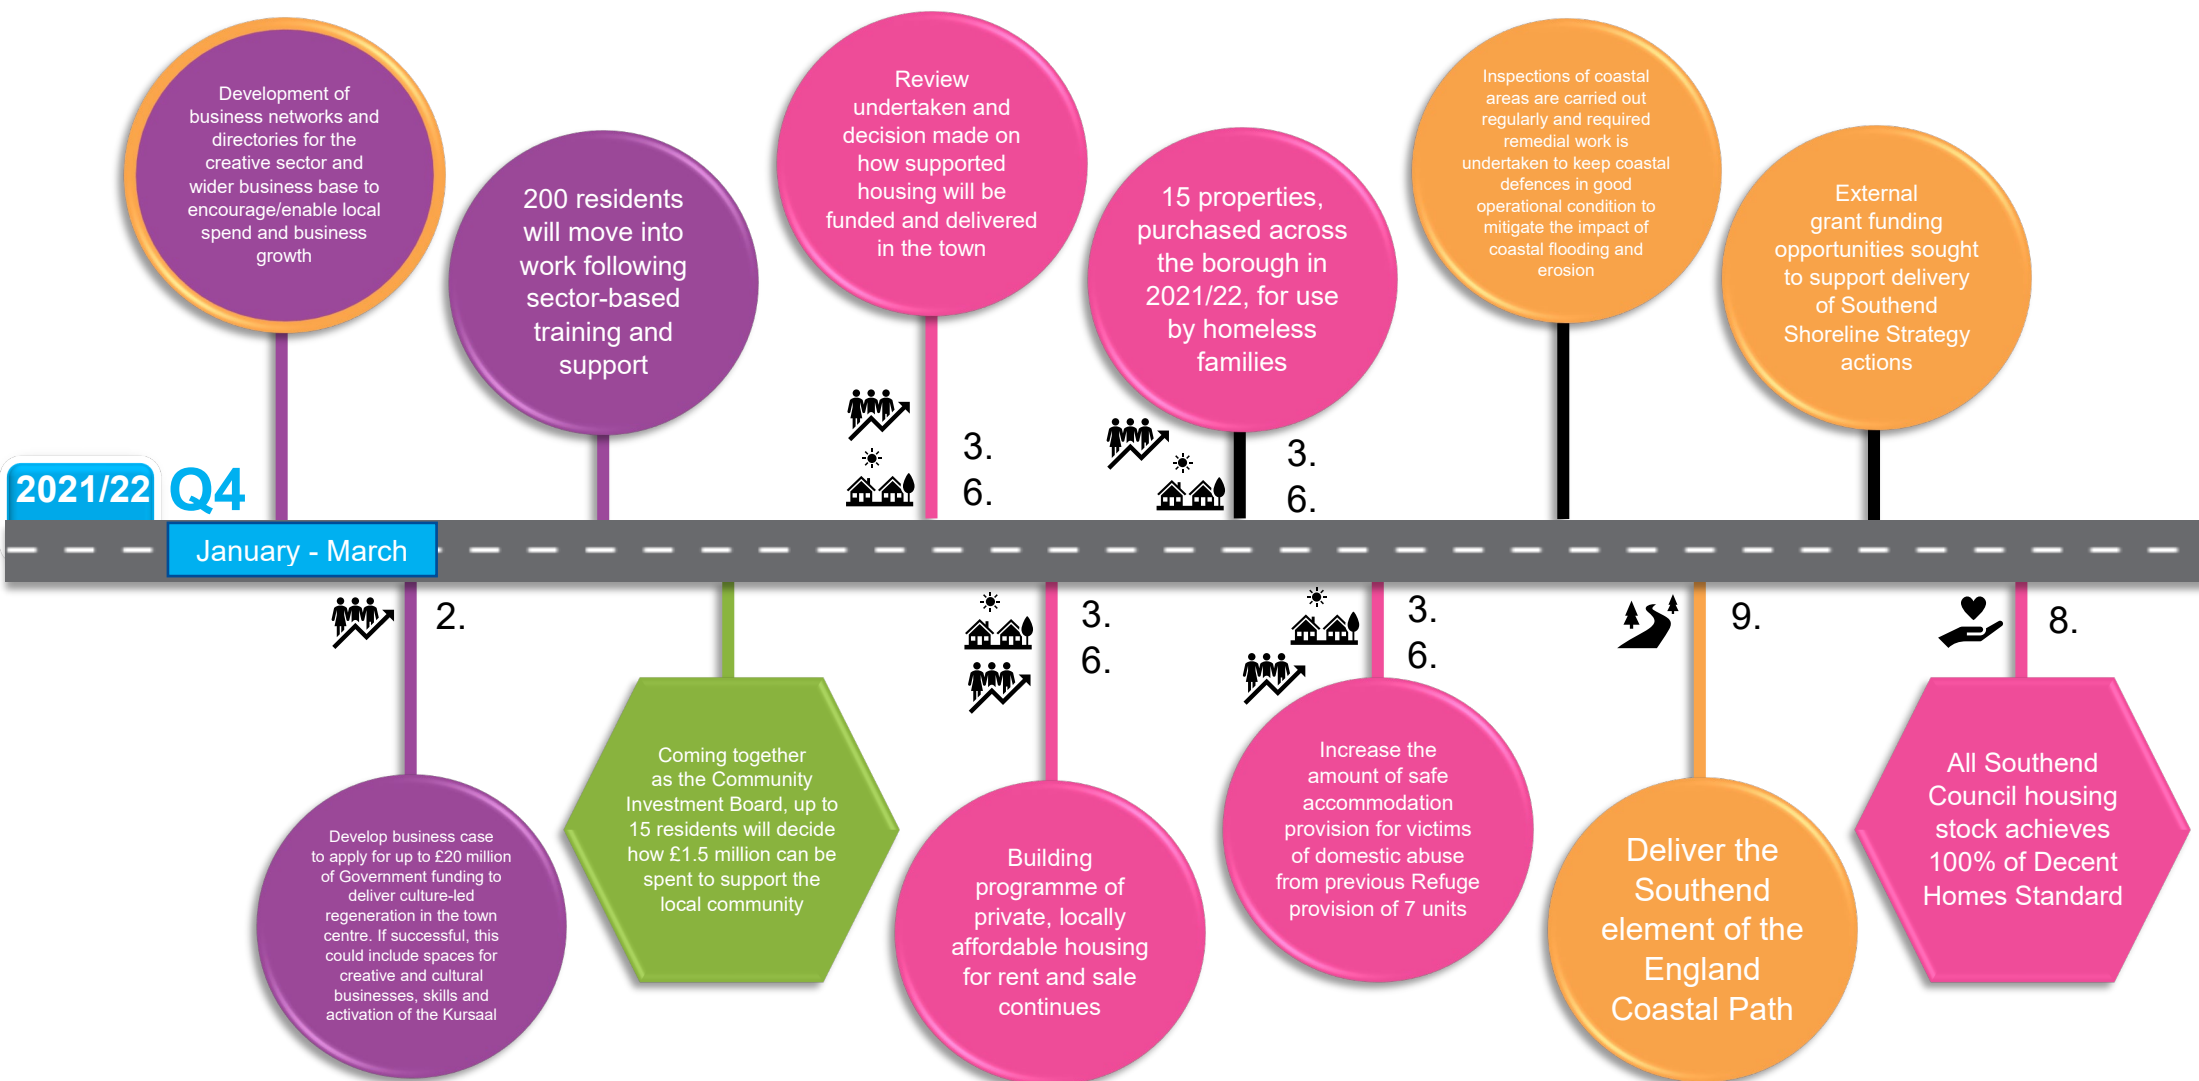 Development of
business networks and
directories for the
creative sector and
wider business base to
encourage/enable local
spend and business
growth
200 residents
will move into
work following
sector-based
training and
support
Review
undertaken and
decision made on
how supported
housing will be
funded and delivered
in the town
3.
6.
15 properties,
purchased across
the borough in
2021/22, for use
by homeless
families
3.
6.
Inspections of coastal
areas are carried out
regularly and required
remedial work is
undertaken to keep coastal
defences in good
operational condition to
mitigate the impact of
coastal flooding and
erosion
External
grant funding
opportunities sought
to support delivery
of Southend
Shoreline Strategy
actions
2021/22 Q4
January - March
2.
Develop business case
to apply for up to £20 million
of Government funding to
deliver culture-led
regeneration in the town
centre. If successful, this
could include spaces for
creative and cultural
businesses, skills and
activation of the Kursaal
Coming together
as the Community
Investment Board, up to
15 residents will decide
how £1.5 million can be
spent to support the
local community
3.
6.
Building
programme of
private, locally
affordable housing
for rent and sale
continues
3.
6.
Increase the
amount of safe
accommodation
provision for victims
of domestic abuse
from previous Refuge
provision of 7 units
9.
Deliver the
Southend
element of the
England
Coastal Path
8.
All Southend
Council housing
stock achieves
100% of Decent
Homes Standard